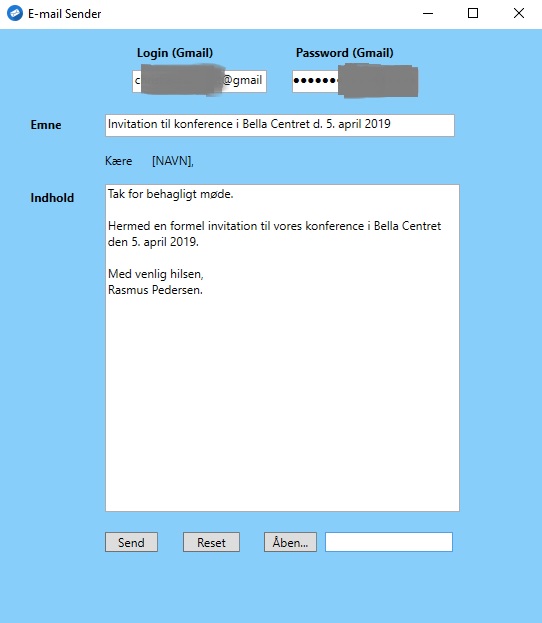 E-mail Sender
Login (Gmail) Password (Gmail)
@gmail
Emne Invitation til konference i Bella Centret d. 5. april 2019
Kære [NAVN],
Indhold
Tak for behagligt møde.
Hermed en formel invitation til vores konference i Bella Centret
den 5. april 2019.
Med venlig hilsen,
Rasmus Pedersen.
Send Reset Åben...